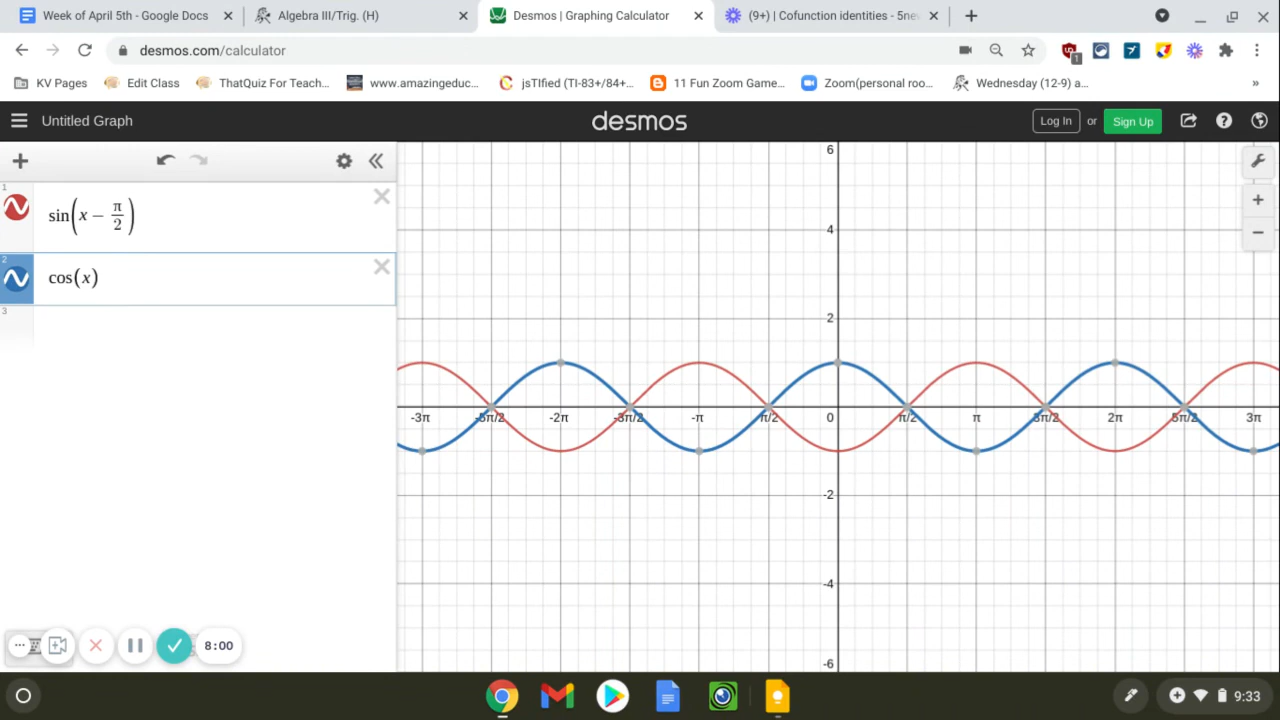 Week of April 5th - Google Docs
Algebra III/Trig. (H)
Desmos | Graphing Calculator
(9+) Cofunction identities - 5ne
desmos.com/calculator
1
KV Pages
Edit Class
ThatQuiz For Teach...
www.amazingeduc...
jsTIfied (TI-83+/84+...
11 Fun Zoom Game...
Zoom(personal roo...
Wednesday (12-9) a...
»
Untitled Graph
desmos
Log In or Sign Up
1
sin(x − π/2)
2
cos(x)
3
6
4
2
-3π -5π/2 -2π -3π/2 -π π/2 0 π/2 π 3π/2 2π 5π/2 3π
-2
-4
-6
8:00
9:33